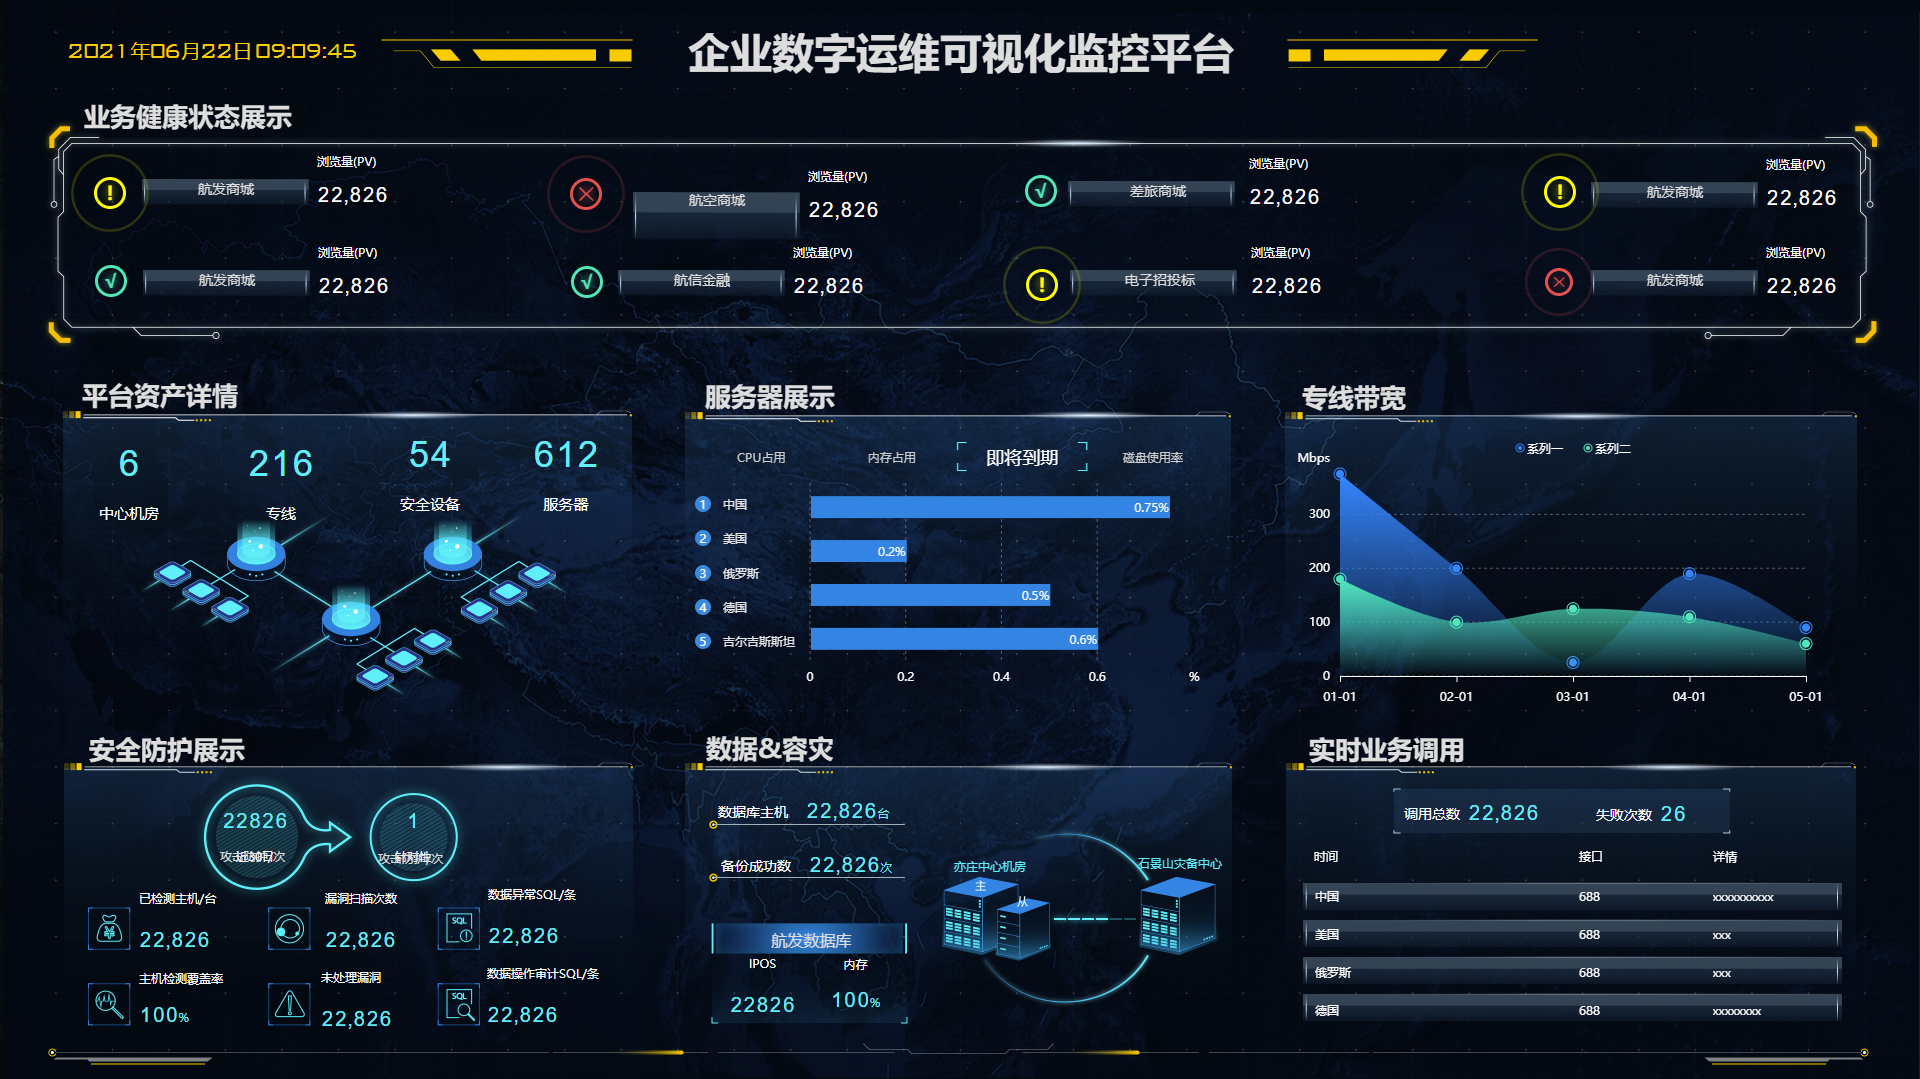 2021年06月22日 09:09:45
企业数字运维可视化监控平台
业务健康状态展示
航发商城
浏览量(PV)
22,826
航空商城
浏览量(PV)
22,826
差旅商城
浏览量(PV)
22,826
航发商城
浏览量(PV)
22,826
航发商城
浏览量(PV)
22,826
航信金融
浏览量(PV)
22,826
电子招投标
浏览量(PV)
22,826
航发商城
浏览量(PV)
22,826
平台资产详情
6
中心机房
216
专线
54
安全设备
612
服务器
服务器展示
CPU占用
内存占用
即将到期
磁盘使用率
1 中国 0.75%
2 美国 0.2%
3 俄罗斯
4 德国 0.5%
5 吉尔吉斯斯坦 0.6%
0 0.2 0.4 0.6 %
专线带宽
系列一 系列二
Mbps
300
200
100
0
01-01 02-01 03-01 04-01 05-01
安全防护展示
22826
1
已检测主机/台
22,826
漏洞扫描次数
22,826
数据异常SQL/条
SQL
22,826
主机检测覆盖率
100%
未处理漏洞
22,826
数据操作审计SQL/条
SQL
22,826
数据&容灾
数据库主机 22,826台
备份成功数 22,826次
航发数据库
IPOS 内存
22826 100%
亦庄中心机房
主
从
石景山灾备中心
实时业务调用
调用总数 22,826 失败次数 26
时间 接口 详情
中国 688 xxxxxxxxxx
美国 688 xxx
俄罗斯 688 xxx
德国 688 xxxxxxxx